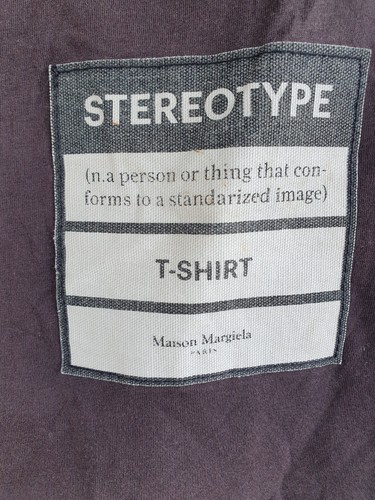 STEREOTYPE
(n.a person or thing that con-
forms to a standarized image)
T-SHIRT
Maison Margiela
PARIS